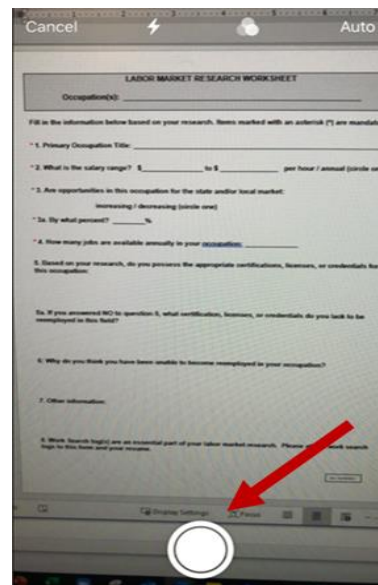 Cancel Auto
LABOR MARKET RESEARCH WORKSHEET
Occupation(s):
Fill in the information below based on your research. Items marked with an asterisk (*) are mandat
* 1. Primary Occupation Title:
* 2. What is the salary range? $ to $ per hour / annual (circle on
* 3. Are opportunities in this occupation for the state and/or local market:
increasing / decreasing (circle one)
* 3a. By what percent? %
* 4. How many jobs are available annually in your occupation:
5. Based on your research, do you possess the appropriate certifications, licenses, or credentials for
this occupation:
5a. If you answered NO to question 5, what certification, licenses, or credentials do you lack to be
reemployed in this field?
6. Why do you think you have been unable to become reemployed in your occupation?
7. Other information:
8. Work Search log(s) are an essential part of your labor market research. Please work search
logs to this form and your resume.
Display Settings Focus